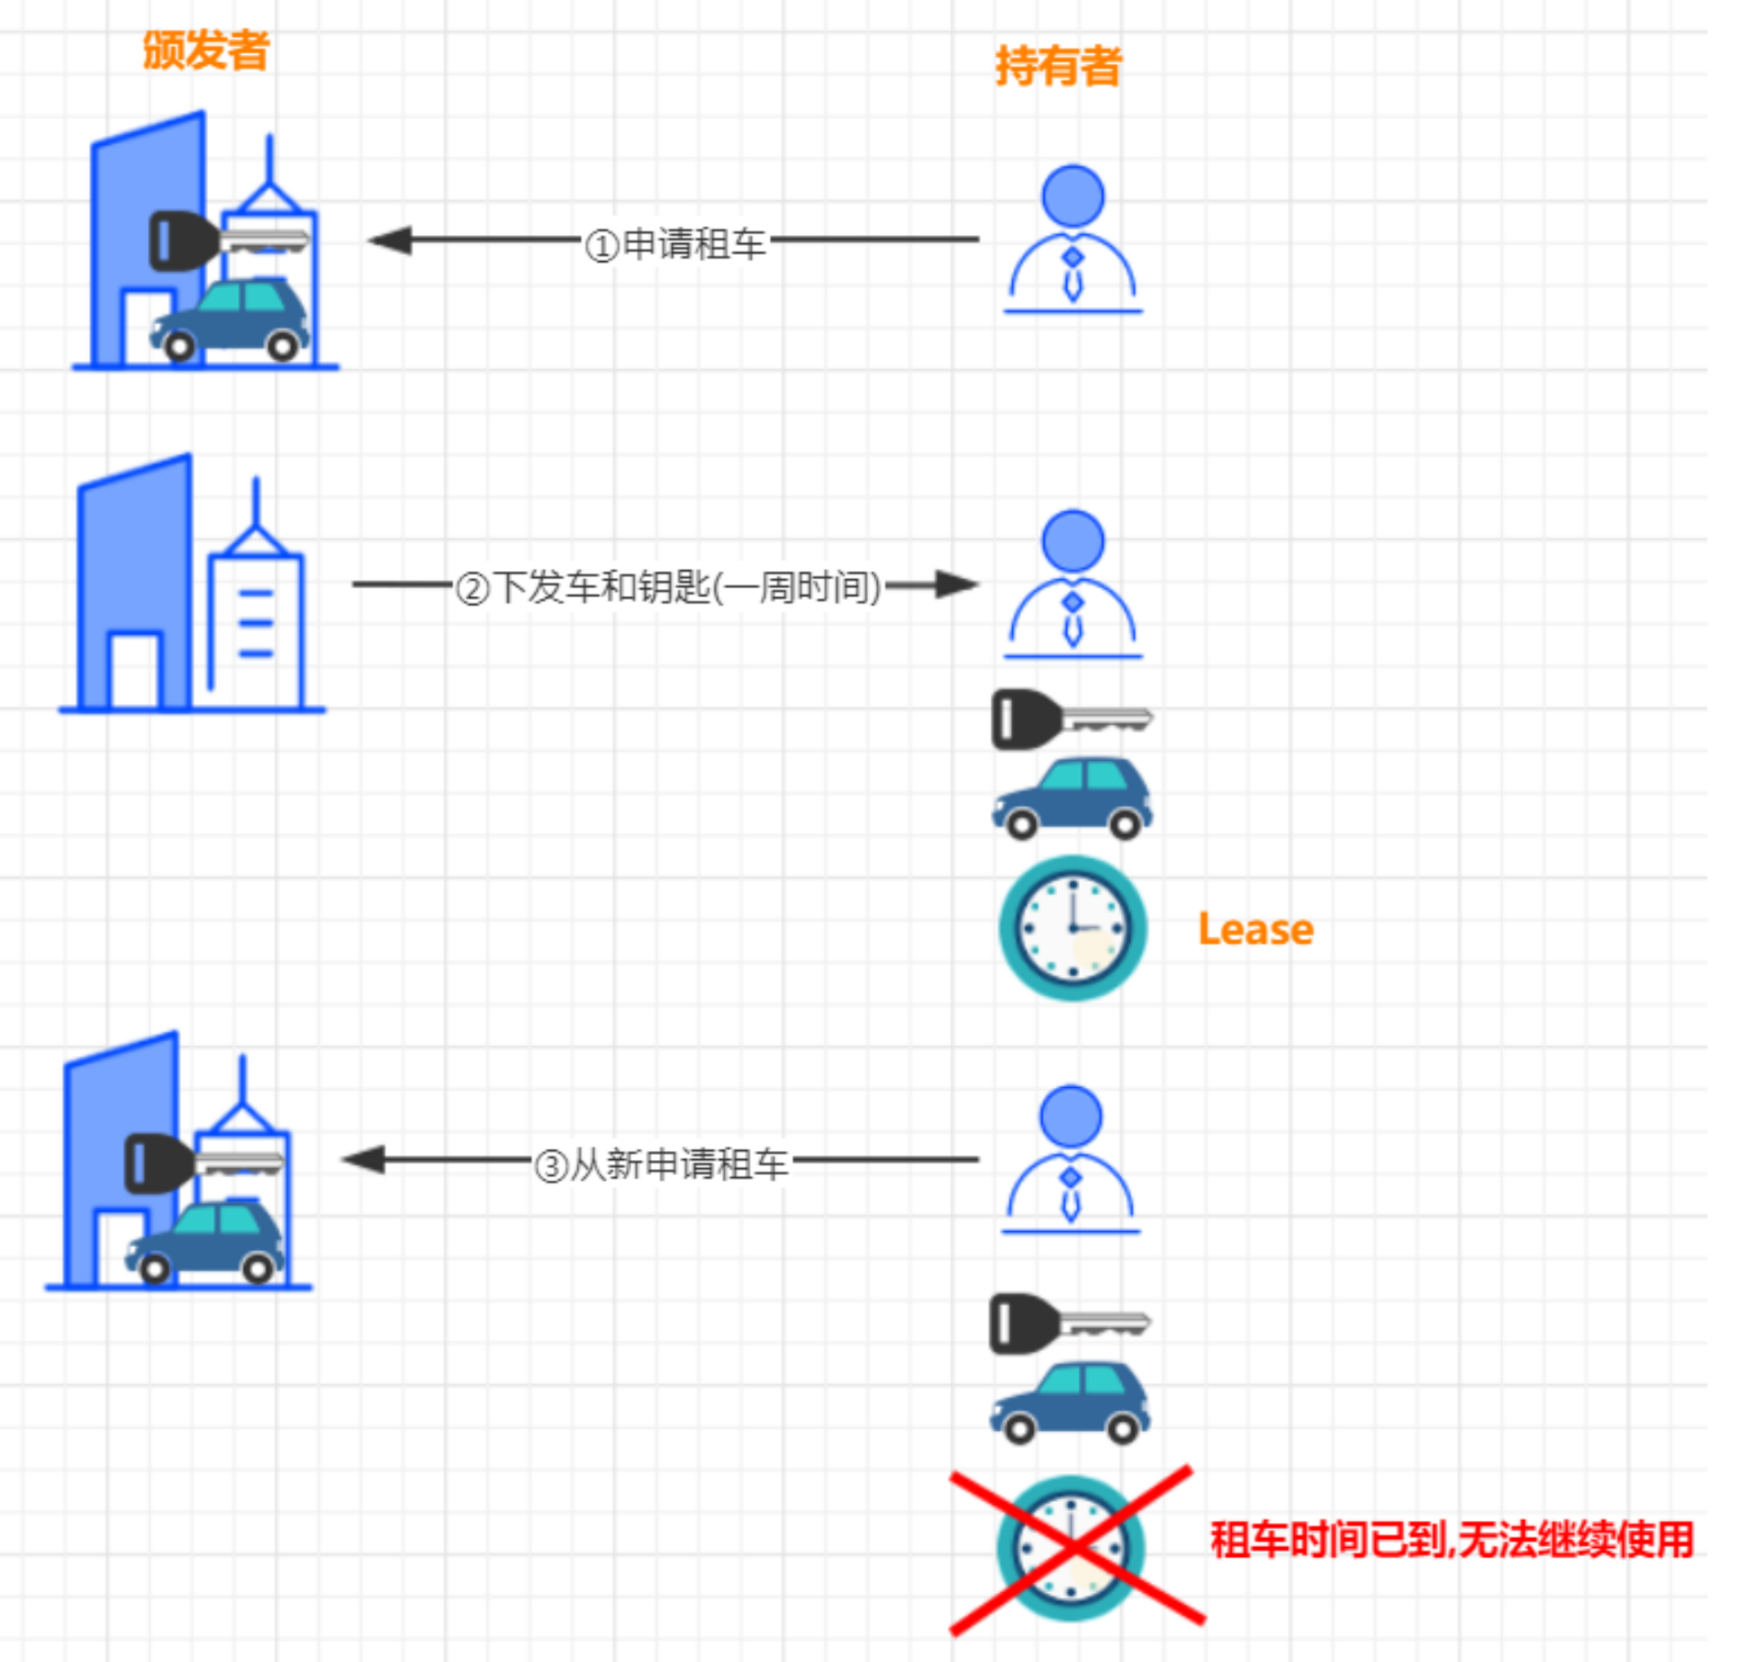 颁发者
持有者
①申请租车
②下发车和钥匙(一周时间)
Lease
③从新申请租车
租车时间已到,无法继续使用